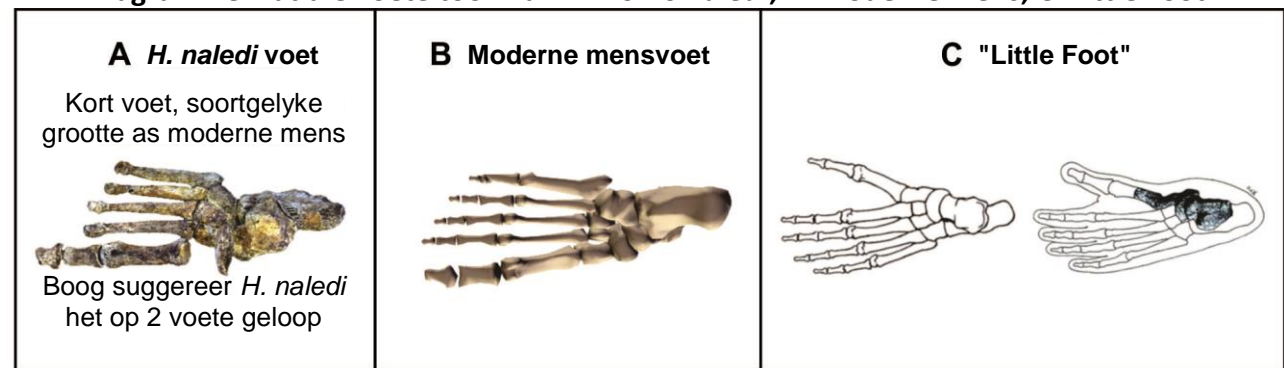 A H. naledi voet
Kort voet, soortgelyke
grootte as moderne mens
Boog suggereer H. naledi
het op 2 voete geloop
B Moderne mensvoet
C "Little Foot"